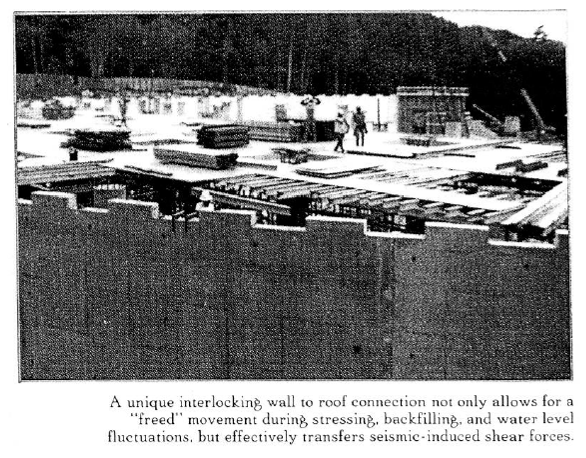 A unique interlocking wall to roof connection not only allows for a
"freed" movement during stressing, backfilling, and water level
fluctuations, but effectively transfers seismic-induced shear forces.